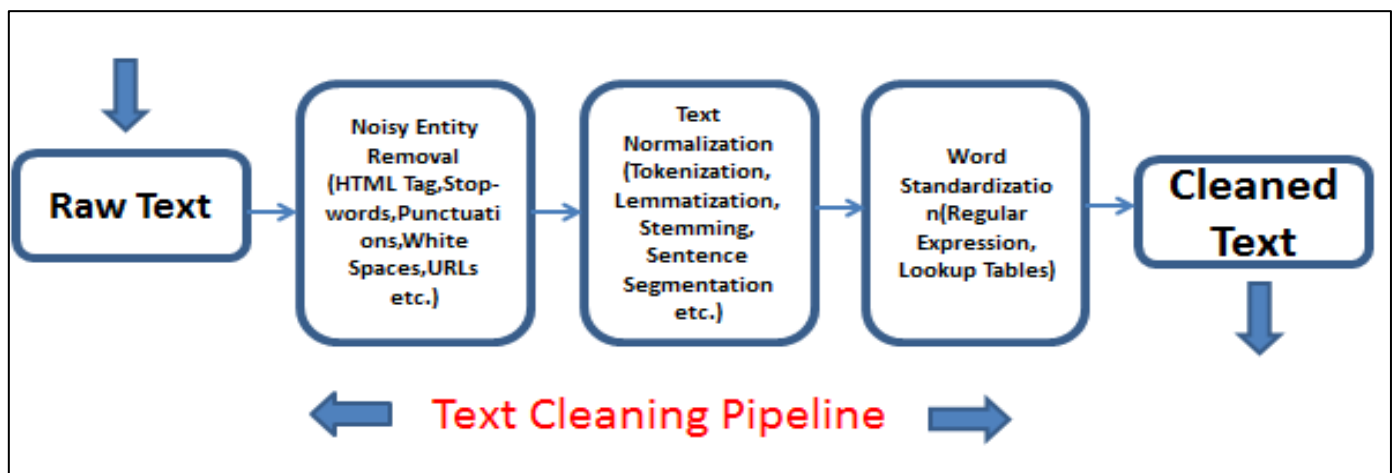 Raw Text
Noisy Entity
Removal
(HTML Tag,Stop-
words,Punctuati
ons,White
Spaces,URLs
etc.)
Text
Normalization
(Tokenization,
Lemmatization,
Stemming,
Sentence
Segmentation
etc.)
Word
Standardizatio
n(Regular
Expression,
Lookup Tables)
Cleaned
Text
Text Cleaning Pipeline